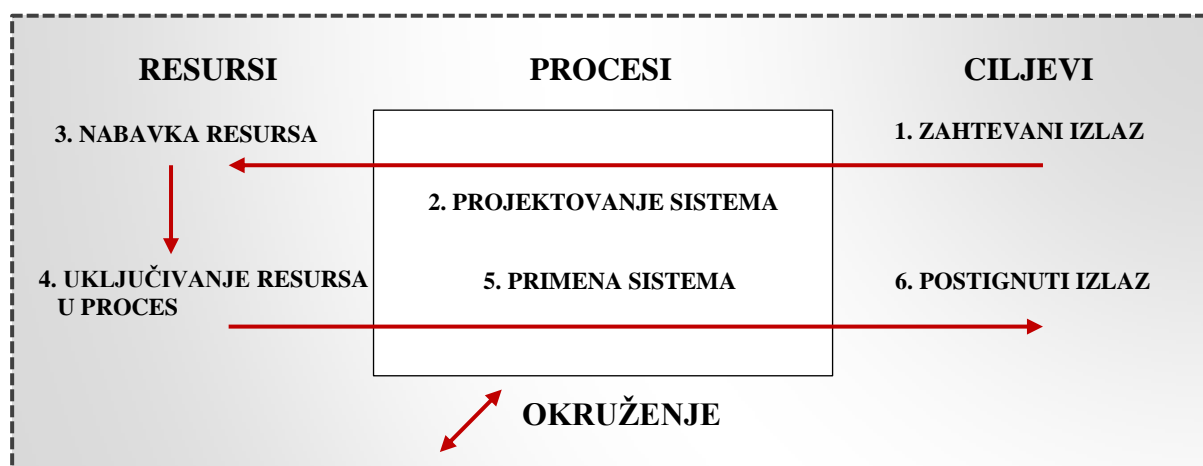 RESURSI
PROCESI
CILJEVI
3. NABAVKA RESURSA
1. ZAHTEVANI IZLAZ
2. PROJEKTOVANJE SISTEMA
4. UKLJUČIVANJE RESURSA
U PROCES
5. PRIMENA SISTEMA
6. POSTIGNUTI IZLAZ
OKRUŽENJE